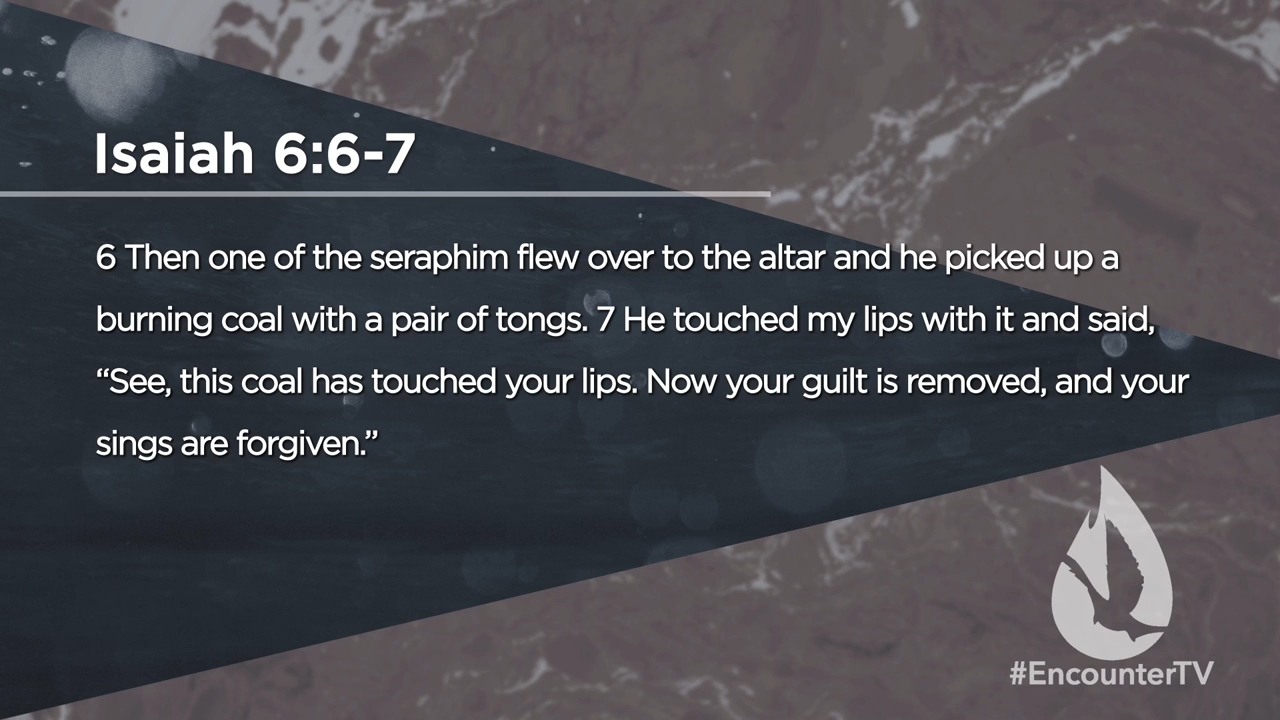 Isaiah 6:6-7
6 Then one of the seraphim flew over to the altar and he picked up a
burning coal with a pair of tongs. 7 He touched my lips with it and said,
“See, this coal has touched your lips. Now your guilt is removed, and your
sings are forgiven.”
#EncounterTV